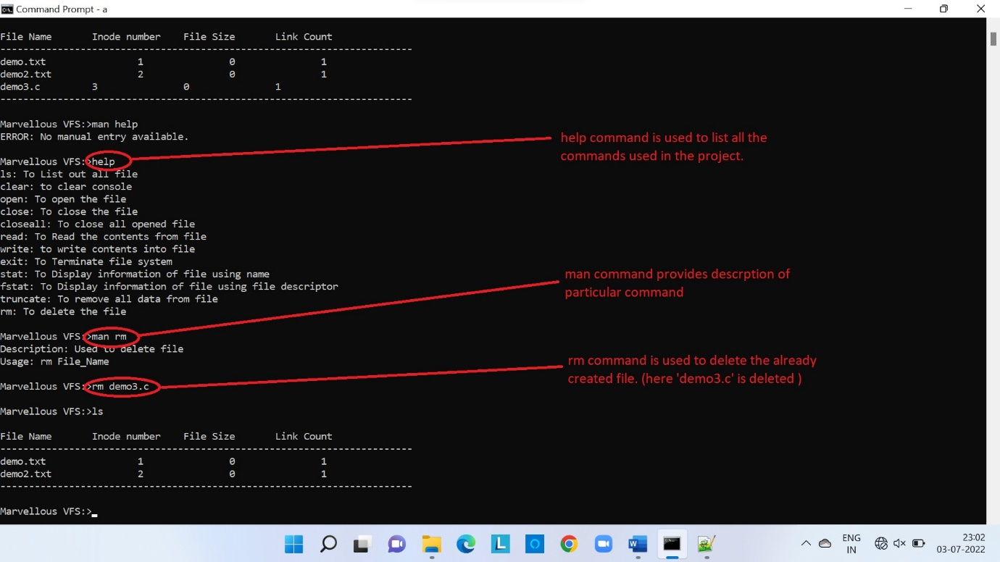 Command Prompt - a
File Name Inode number File Size Link Count
-----------------------------------------------------------------------
demo.txt 1 0 1
demo2.txt 2 0 1
demo3.c 3 0 1
-----------------------------------------------------------------------
Marvellous VFS:>man help
ERROR: No manual entry available.
Marvellous VFS:>help
ls: To List out all file
clear: to clear console
open: To open the file
close: To close the file
closeall: To close all opened file
read: To Read the contents from file
write: to write contents into file
exit: To Terminate file system
stat: To Display information of file using name
fstat: To Display information of file using file descriptor
truncate: To remove all data from file
rm: To delete the file
Marvellous VFS:>man rm
Description: Used to delete file
Usage: rm File_Name
Marvellous VFS:>rm demo3.c
Marvellous VFS:>ls
File Name Inode number File Size Link Count
-----------------------------------------------------------------------
demo.txt 1 0 1
demo2.txt 2 0 1
-----------------------------------------------------------------------
Marvellous VFS:>_
help command is used to list all the
commands used in the project.
man command provides descrption of
particular command
rm command is used to delete the already
created file. (here 'demo3.c' is deleted )
L
W
ENG
IN
23:02
03-07-2022